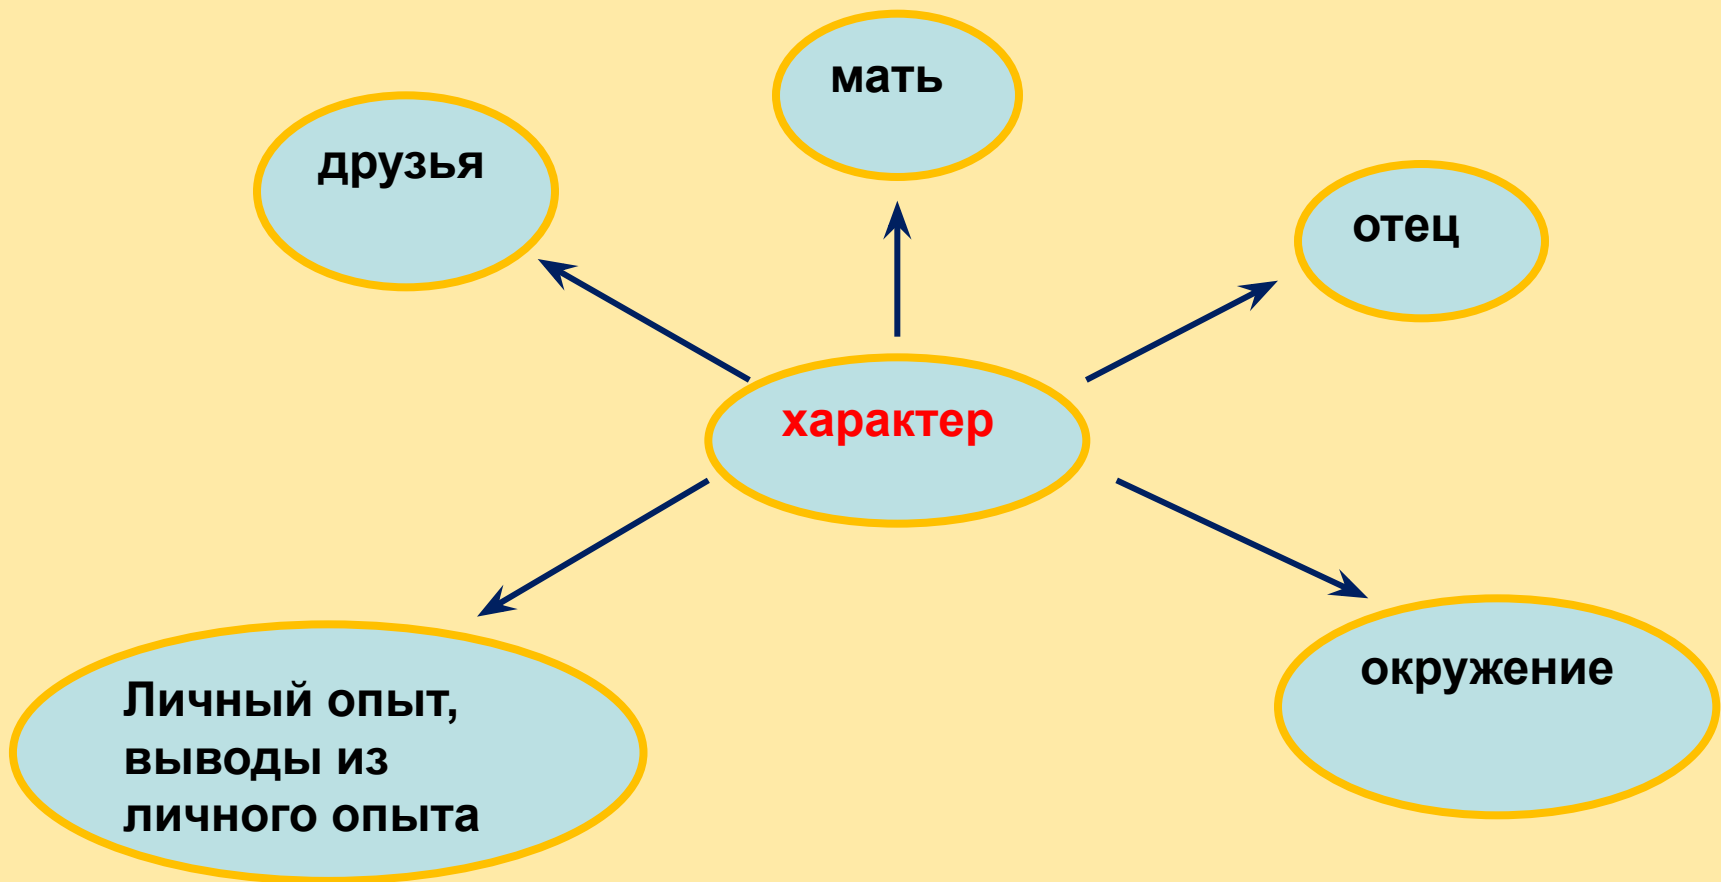 мать
друзья
отец
характер
окружение
Личный опыт,
выводы из
личного опыта